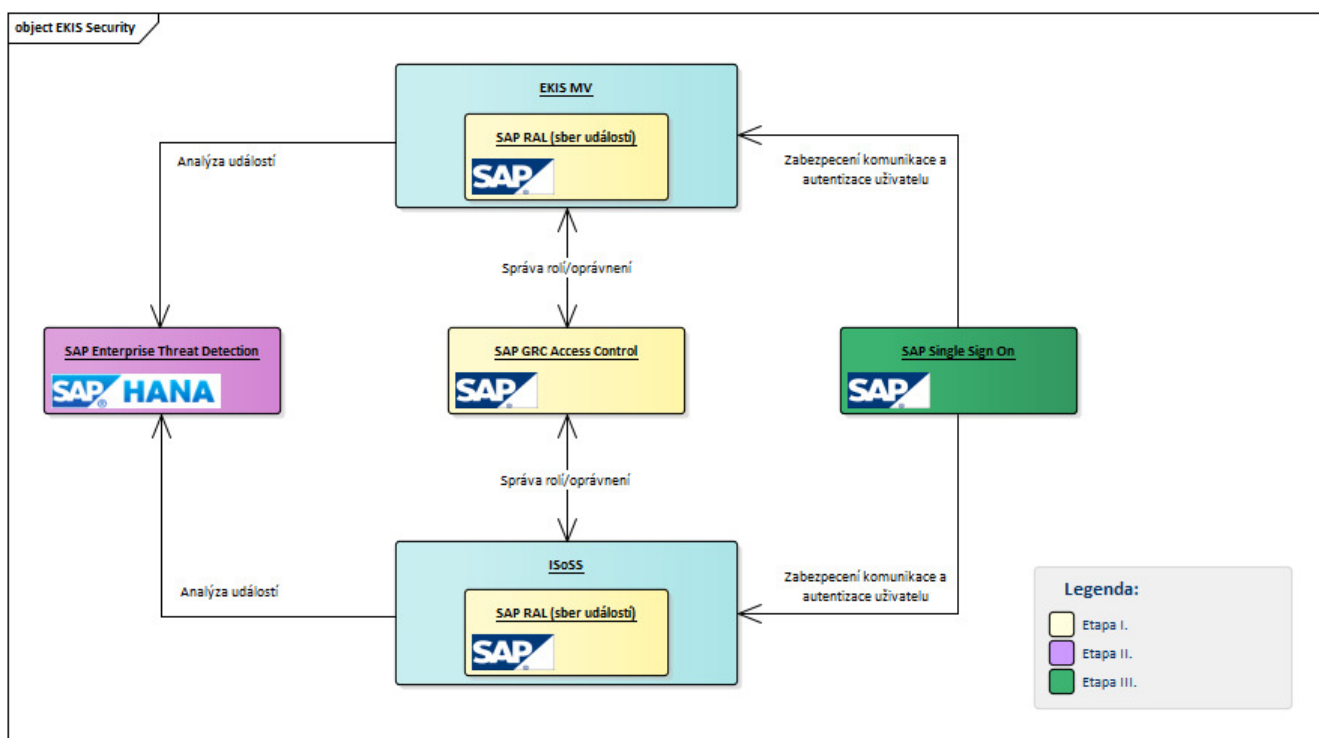 object EKIS Security
EKIS MV
SAP RAL (sber událostí)
SAP
Analýza událostí
Zabezpecení komunikace a
autentizace uživatelu
Správa rolí/oprávnení
SAP Enterprise Threat Detection
SAP HANA
SAP GRC Access Control
SAP
SAP Single Sign On
SAP
Správa rolí/oprávnení
ISoSS
SAP RAL (sber událostí)
SAP
Analýza událostí
Zabezpecení komunikace a
autentizace uživatelu
Legenda:
Etapa I.
Etapa II.
Etapa III.